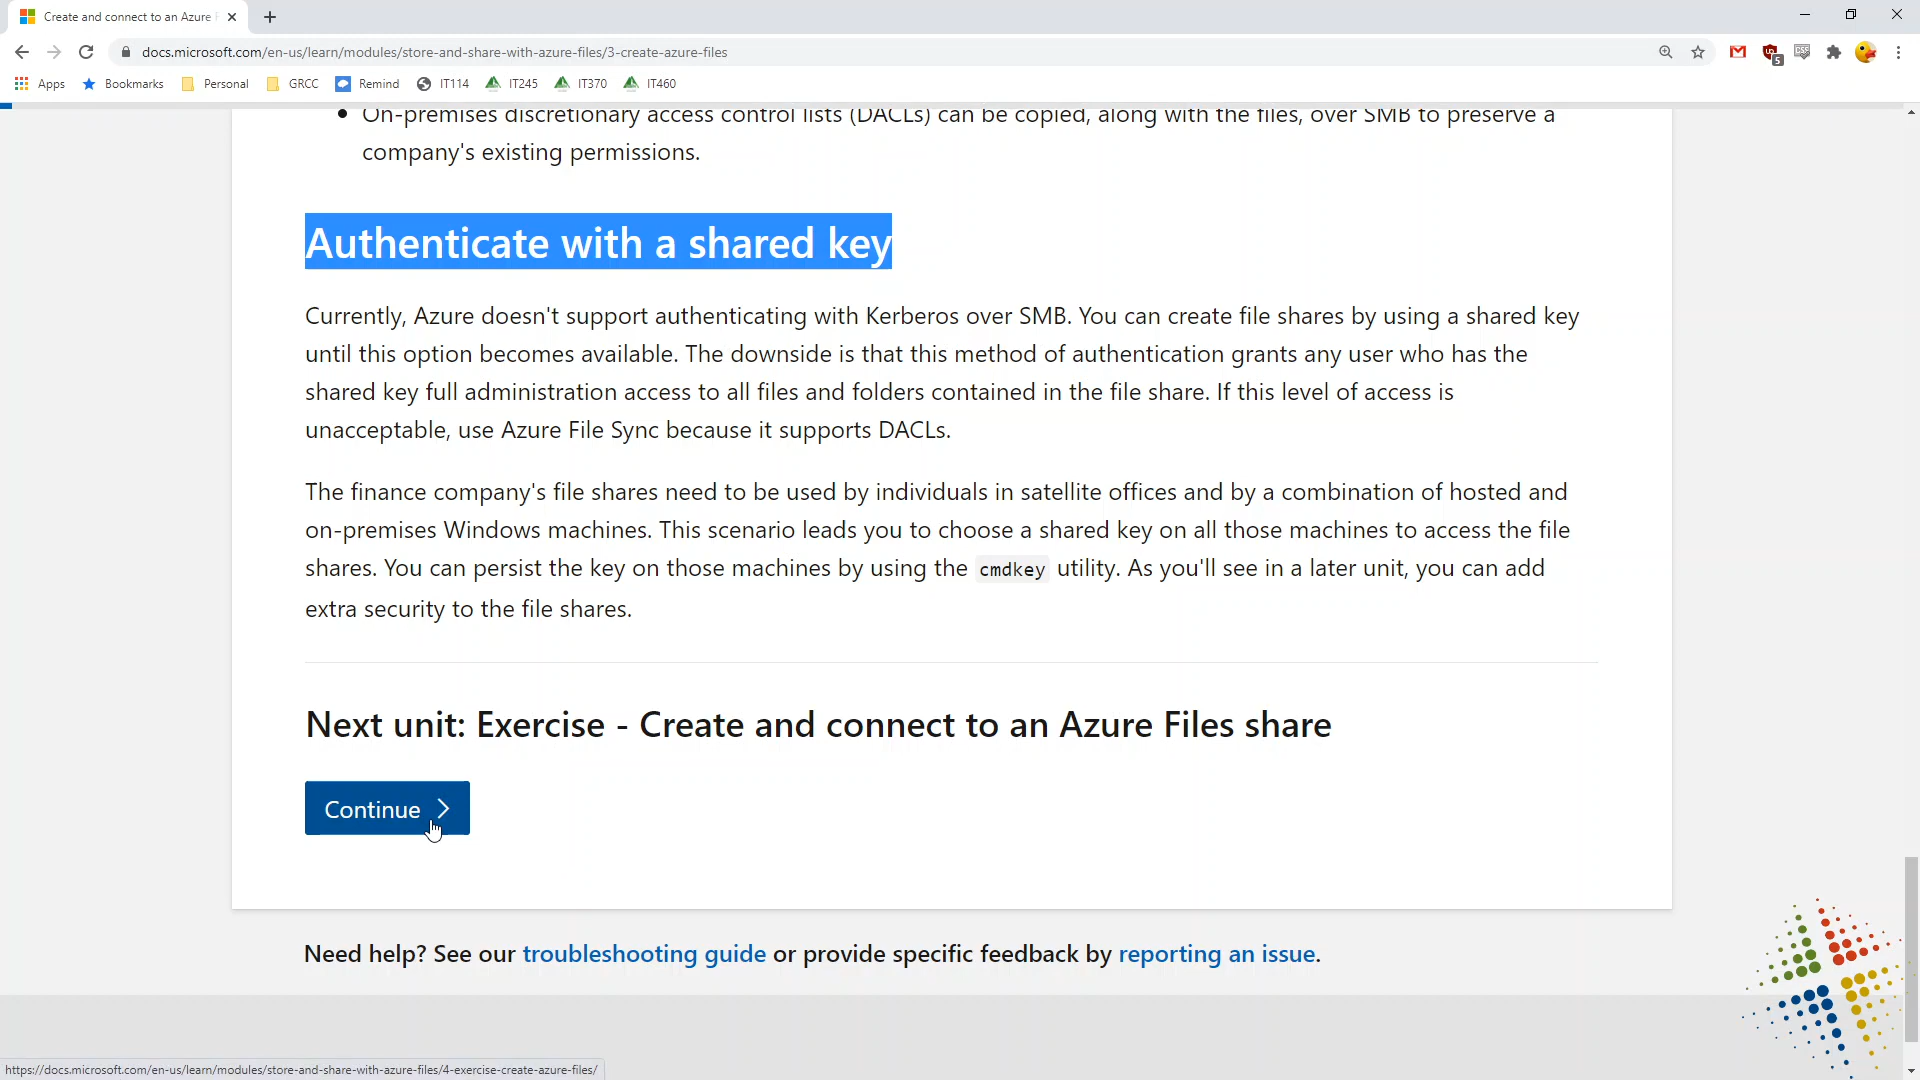 Create and connect to an Azure F
docs.microsoft.com/en-us/learn/modules/store-and-share-with-azure-files/3-create-azure-files
5
Apps Bookmarks Personal GRCC Remind IT114 IT245 IT370 IT460
On-premises discretionary access control lists (DACLs) can be copied, along with the files, over SMB to preserve a
company's existing permissions.
Authenticate with a shared key
Currently, Azure doesn't support authenticating with Kerberos over SMB. You can create file shares by using a shared key
until this option becomes available. The downside is that this method of authentication grants any user who has the
shared key full administration access to all files and folders contained in the file share. If this level of access is
unacceptable, use Azure File Sync because it supports DACLs.
The finance company's file shares need to be used by individuals in satellite offices and by a combination of hosted and
on-premises Windows machines. This scenario leads you to choose a shared key on all those machines to access the file
shares. You can persist the key on those machines by using the cmdkey utility. As you'll see in a later unit, you can add
extra security to the file shares.
Next unit: Exercise - Create and connect to an Azure Files share
Continue
Need help? See our troubleshooting guide or provide specific feedback by reporting an issue.
https://docs.microsoft.com/en-us/learn/modules/store-and-share-with-azure-files/4-exercise-create-azure-files/